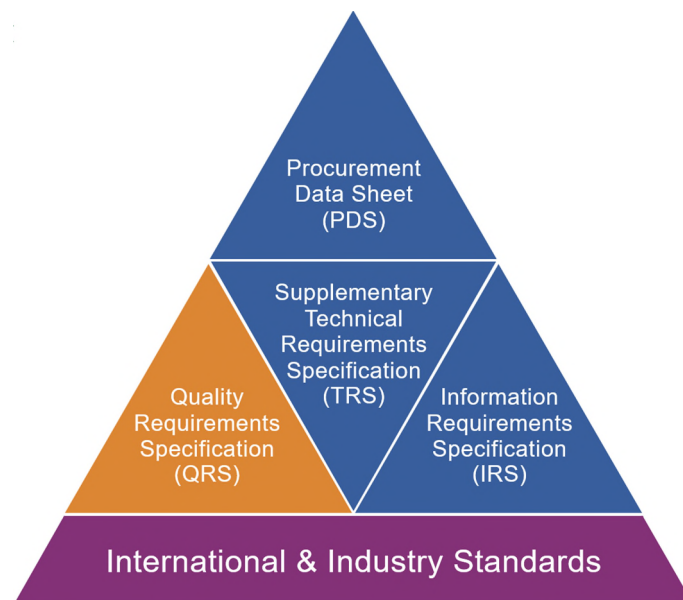 Procurement
Data Sheet
(PDS)
Supplementary
Technical
Requirements
Specification
(TRS)
Quality
Requirements
Specification
(QRS)
Information
Requirements
Specification
(IRS)
International & Industry Standards